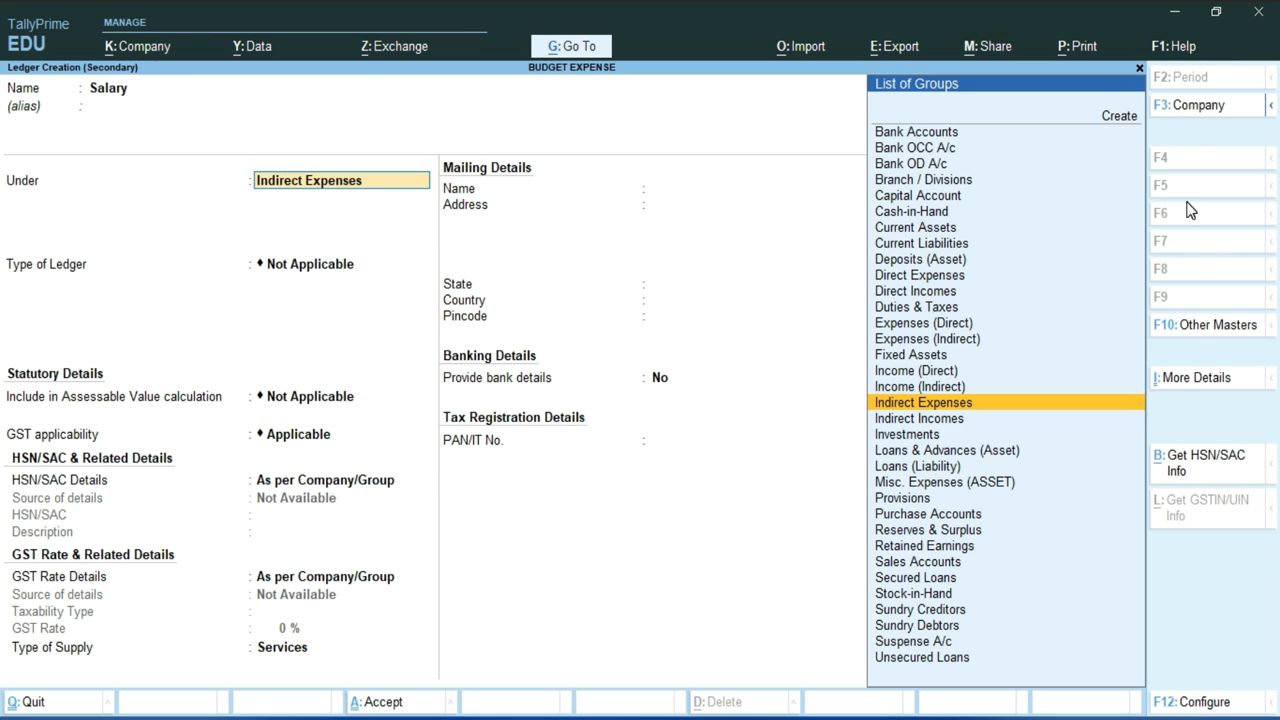 TallyPrime
EDU
MANAGE
K: Company
Y: Data
Z: Exchange
G: Go To
O: Import
E: Export
M: Share
P: Print
F1: Help
Ledger Creation (Secondary)
BUDGET EXPENSE
Name : Salary
(alias) :
Under : Indirect Expenses
Type of Ledger : ♦ Not Applicable
Statutory Details
Include in Assessable Value calculation : ♦ Not Applicable
GST applicability : ♦ Applicable
HSN/SAC & Related Details
HSN/SAC Details : As per Company/Group
Source of details : Not Available
HSN/SAC :
Description :
GST Rate & Related Details
GST Rate Details : As per Company/Group
Source of details : Not Available
Taxability Type :
GST Rate : 0 %
Type of Supply : Services
Mailing Details
Name :
Address :
State :
Country :
Pincode :
Banking Details
Provide bank details : No
Tax Registration Details
PAN/IT No. :
List of Groups
Create
Bank Accounts
Bank OCC A/c
Bank OD A/c
Branch / Divisions
Capital Account
Cash-in-Hand
Current Assets
Current Liabilities
Deposits (Asset)
Direct Expenses
Direct Incomes
Duties & Taxes
Expenses (Direct)
Expenses (Indirect)
Fixed Assets
Income (Direct)
Income (Indirect)
Indirect Expenses
Indirect Incomes
Investments
Loans & Advances (Asset)
Loans (Liability)
Misc. Expenses (ASSET)
Provisions
Purchase Accounts
Reserves & Surplus
Retained Earnings
Sales Accounts
Secured Loans
Stock-in-Hand
Sundry Creditors
Sundry Debtors
Suspense A/c
Unsecured Loans
F2: Period
F3: Company
F4
F5
F6
F7
F8
F9
F10: Other Masters
I: More Details
B: Get HSN/SAC
Info
L: Get GSTIN/UIN
Info
Q: Quit
A: Accept
D: Delete
F12: Configure